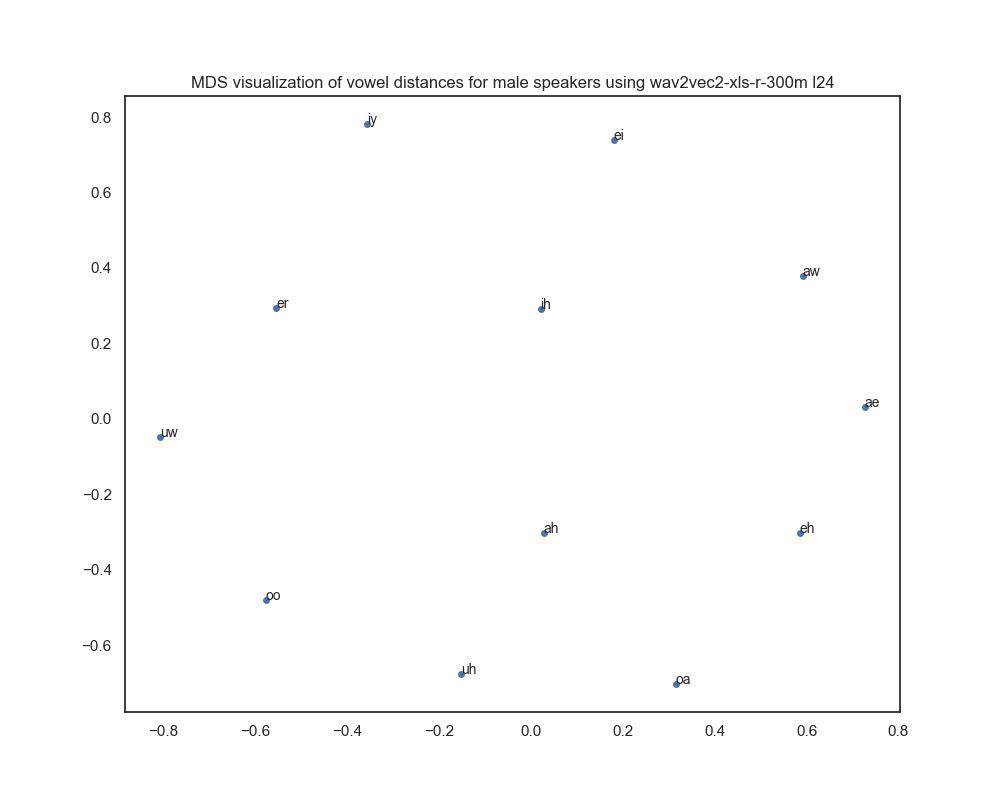 MDS visualization of vowel distances for male speakers using wav2vec2-xls-r-300m l24
0.8
iy
ei
0.6
0.4
aw
er
ih
0.2
0.0
ae
uw
−0.2
ah
eh
−0.4
oo
−0.6
uh
oa
−0.8 −0.6 −0.4 −0.2 0.0 0.2 0.4 0.6 0.8